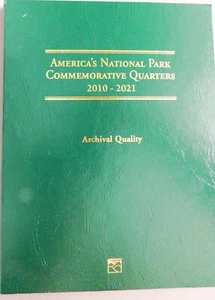 AMERICA'S NATIONAL PARK
COMMEMORATIVE QUARTERS
2010 - 2021
Archival Quality